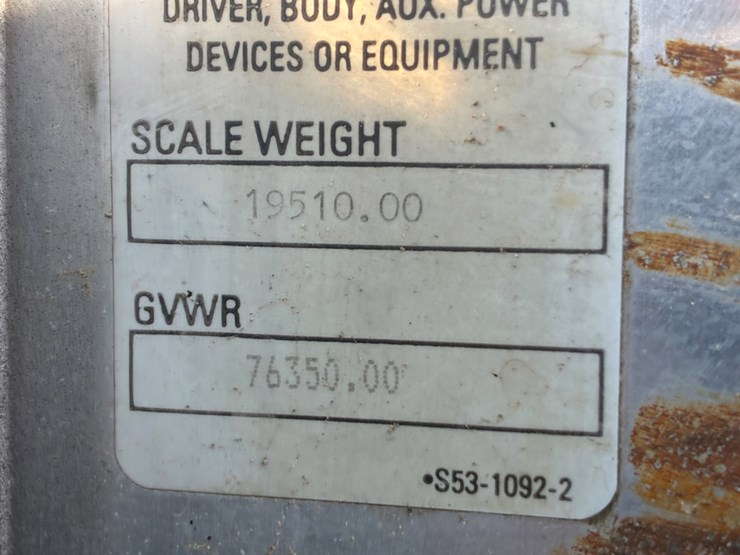 DRIVER, BODY, AUX. POWER
DEVICES OR EQUIPMENT
SCALE WEIGHT
19510.00
GVWR
76350.00
•S53-1092-2